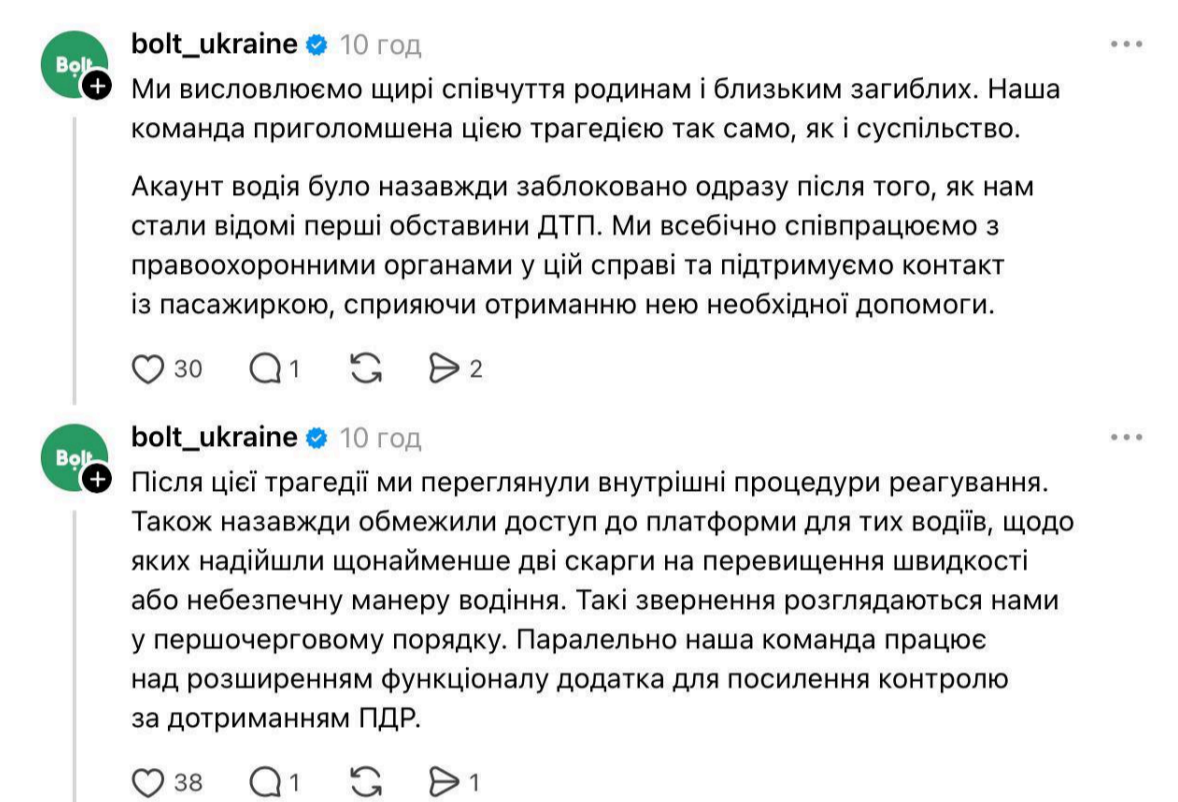 Bolt
bolt_ukraine 10 год
Ми висловлюємо щирі співчуття родинам і близьким загиблих. Наша
команда приголомшена цією трагедією так само, як і суспільство.
Акаунт водія було назавжди заблоковано одразу після того, як нам
стали відомі перші обставини ДТП. Ми всебічно співпрацюємо з
правоохоронними органами у цій справі та підтримуємо контакт
із пасажиркою, сприяючи отриманню нею необхідної допомоги.
30 1 2
Bolt
bolt_ukraine 10 год
Після цієї трагедії ми переглянули внутрішні процедури реагування.
Також назавжди обмежили доступ до платформи для тих водіїв, щодо
яких надійшли щонайменше дві скарги на перевищення швидкості
або небезпечну манеру водіння. Такі звернення розглядаються нами
у першочерговому порядку. Паралельно наша команда працює
над розширенням функціоналу додатка для посилення контролю
за дотриманням ПДР.
38 1 1